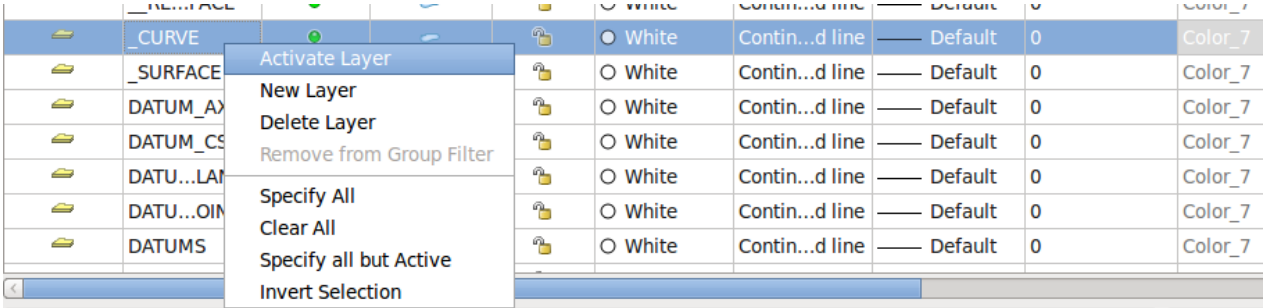 _CURVE White Contin...d line Default 0 Color_7
Activate Layer
_SURFACE White Contin...d line Default 0 Color_7
New Layer
DATUM_AX White Contin...d line Default 0 Color_7
Delete Layer
DATUM_CS White Contin...d line Default 0 Color_7
Remove from Group Filter
DATU...LAN White Contin...d line Default 0 Color_7
Specify All
DATU...OIN White Contin...d line Default 0 Color_7
Clear All
DATUMS White Contin...d line Default 0 Color_7
Specify all but Active
Invert Selection